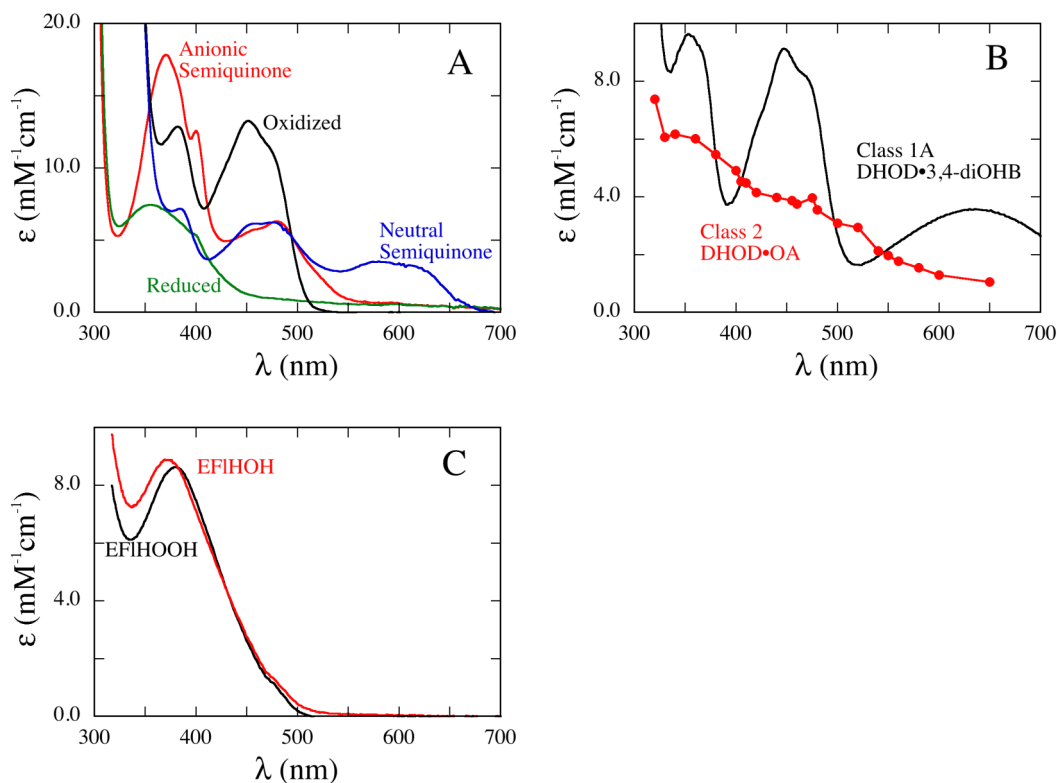 A
20.0
10.0
0.0
ε (mM⁻¹cm⁻¹)
Anionic
Semiquinone
Oxidized
Neutral
Semiquinone
Reduced
300 400 500 600 700
λ (nm)
B
8.0
4.0
0.0
ε (mM⁻¹cm⁻¹)
Class 1A
DHOD•3,4-diOHB
Class 2
DHOD•OA
300 400 500 600 700
λ (nm)
C
8.0
4.0
0.0
ε (mM⁻¹cm⁻¹)
EFlHOH
EFlHOOH
300 400 500 600 700
λ (nm)